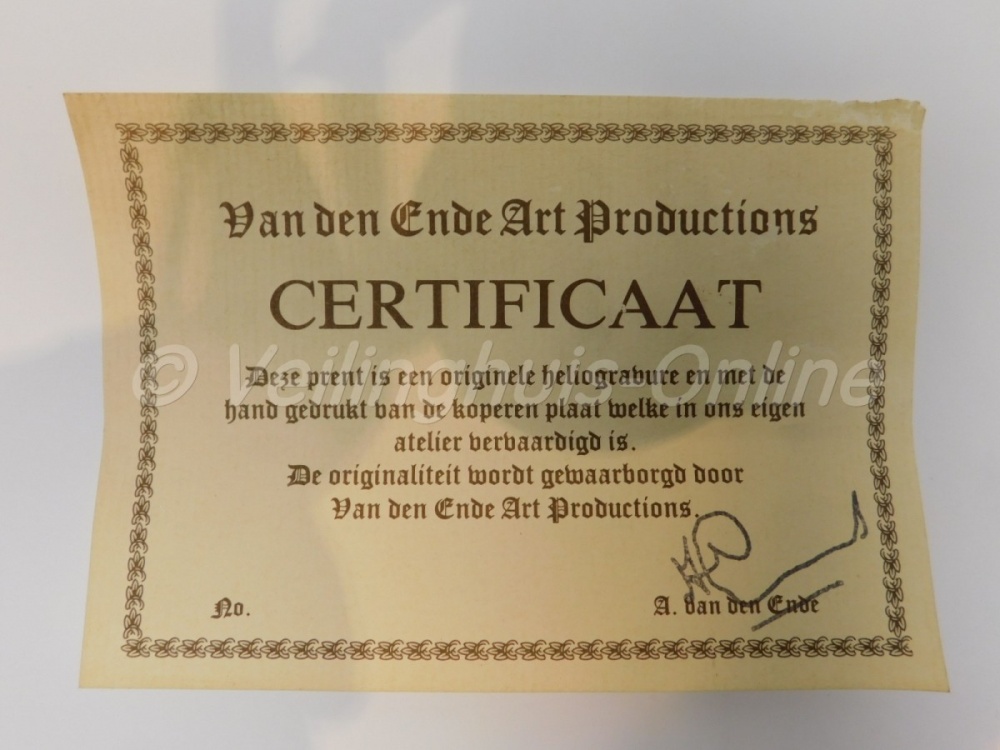 Van den Ende Art Productions
CERTIFICAAT
© Veilinghuis-Online
Deze prent is een originele heliogravure en met de
hand gedrukt van de koperen plaat welke in ons eigen
atelier vervaardigd is.
De originaliteit wordt gewaarborgd door
Van den Ende Art Productions.
No.
A. van den Ende